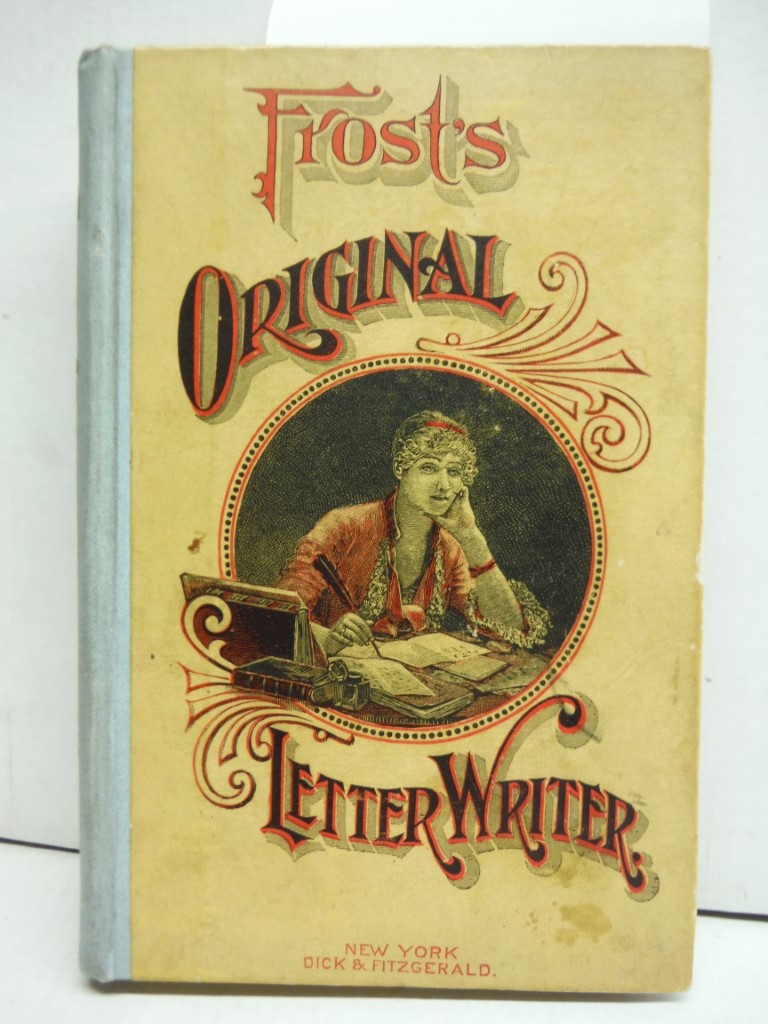 Frost's
ORIGINAL
LETTER WRITER.
NEW YORK
DICK & FITZGERALD.